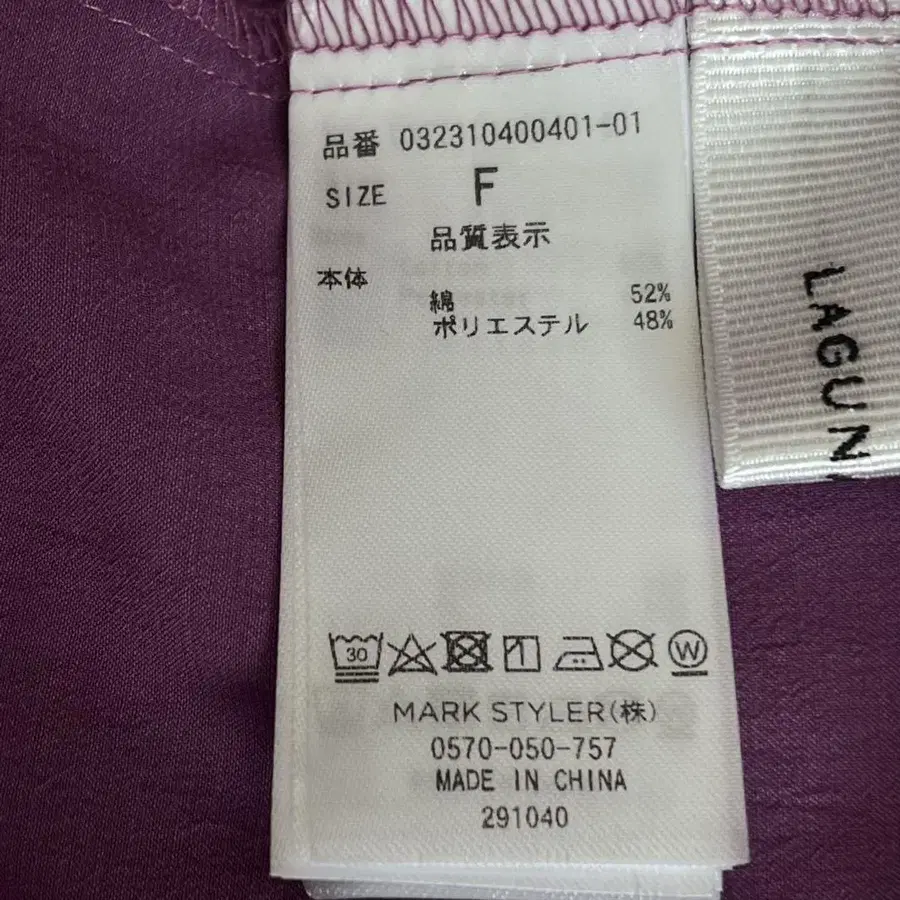 品番 032310400401-01
SIZE F
品質表示
本体
綿 52%
ポリエステル 48%
30
W
MARK STYLER(株)
0570-050-757
MADE IN CHINA
291040
LAGUN